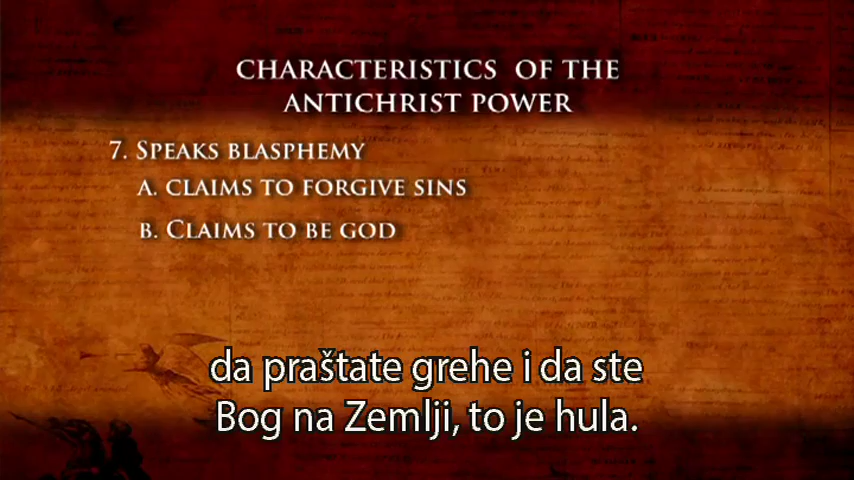 CHARACTERISTICS OF THE
ANTICHRIST POWER
7. SPEAKS BLASPHEMY
A. CLAIMS TO FORGIVE SINS
B. CLAIMS TO BE GOD
da praštate grehe i da ste
Bog na Zemlji, to je hula.